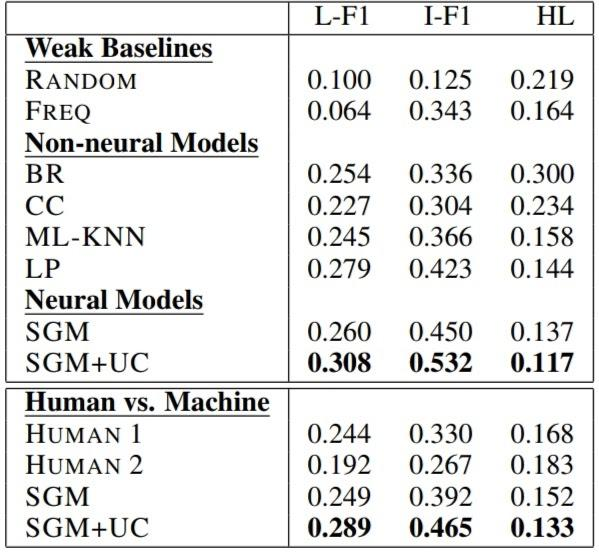 L-F1 I-F1 HL
Weak Baselines
RANDOM 0.100 0.125 0.219
FREQ 0.064 0.343 0.164
Non-neural Models
BR 0.254 0.336 0.300
CC 0.227 0.304 0.234
ML-KNN 0.245 0.366 0.158
LP 0.279 0.423 0.144
Neural Models
SGM 0.260 0.450 0.137
SGM+UC 0.308 0.532 0.117
Human vs. Machine
HUMAN 1 0.244 0.330 0.168
HUMAN 2 0.192 0.267 0.183
SGM 0.249 0.392 0.152
SGM+UC 0.289 0.465 0.133